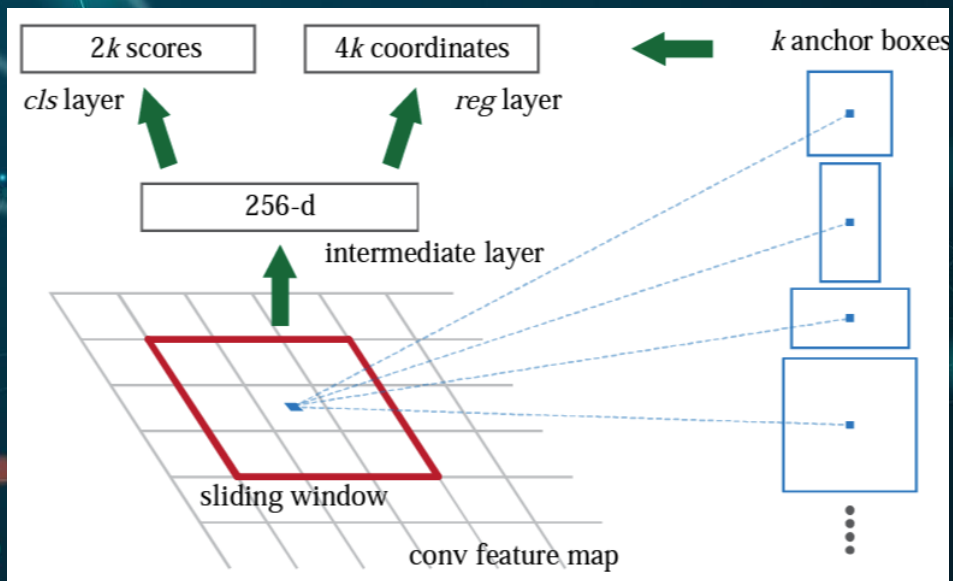 2k scores
4k coordinates
k anchor boxes
cls layer
reg layer
256-d
intermediate layer
sliding window
conv feature map